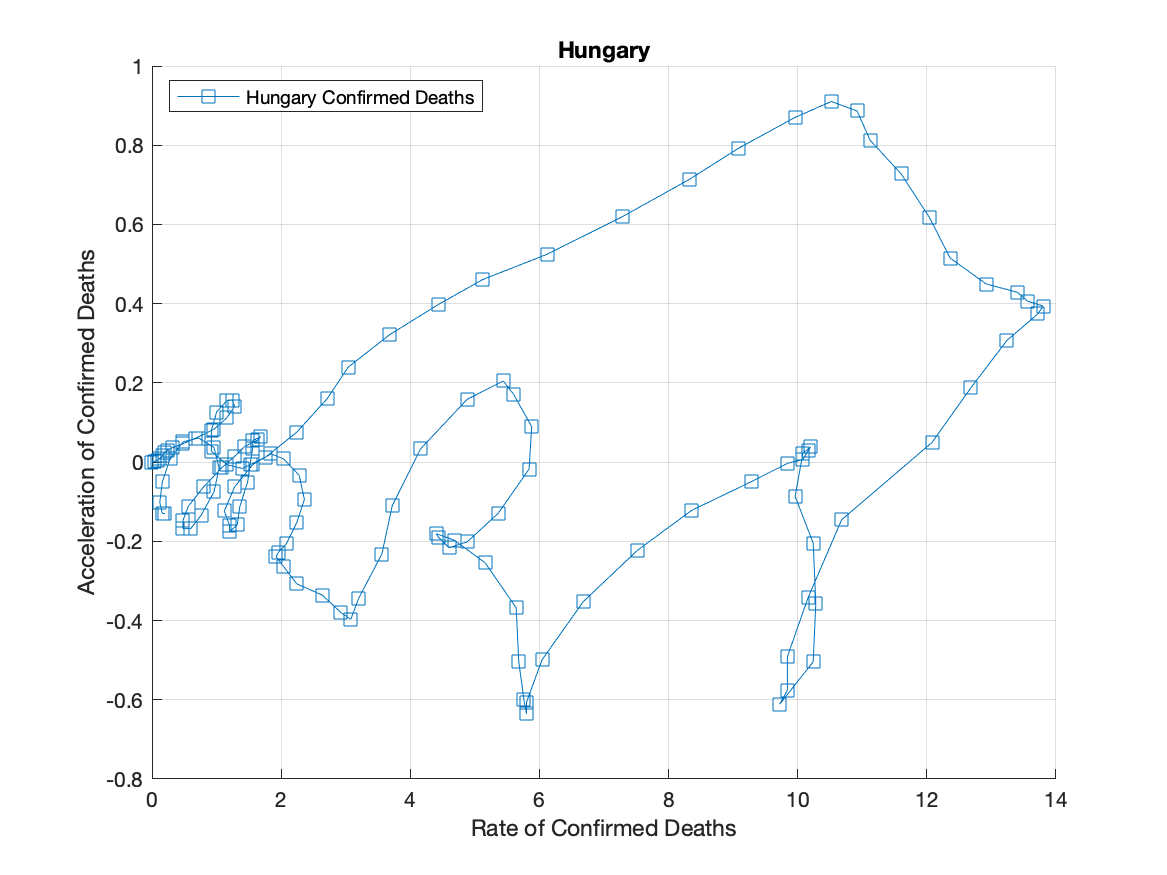 Hungary
Hungary Confirmed Deaths
1
0.8
0.6
0.4
0.2
0
-0.2
-0.4
-0.6
-0.8
Acceleration of Confirmed Deaths
0 2 4 6 8 10 12 14
Rate of Confirmed Deaths